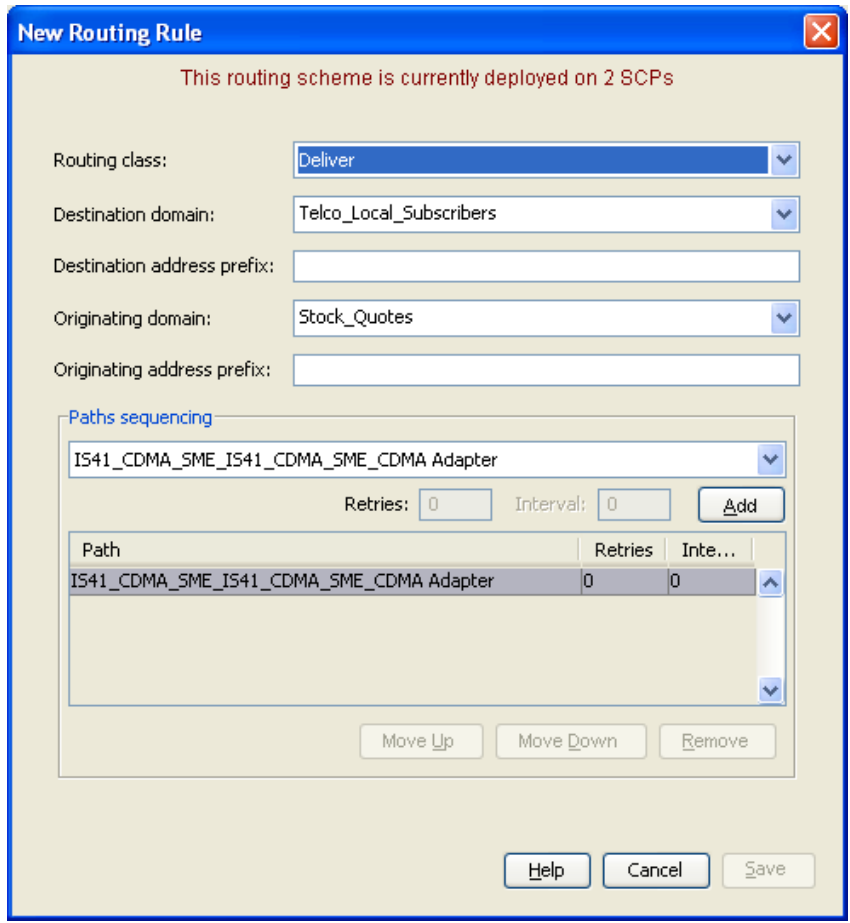 New Routing Rule
This routing scheme is currently deployed on 2 SCPs
Routing class: Deliver
Destination domain: Telco_Local_Subscribers
Destination address prefix:
Originating domain: Stock_Quotes
Originating address prefix:
Paths sequencing
IS41_CDMA_SME_IS41_CDMA_SME_CDMA Adapter
Retries: 0 Interval: 0 Add
Path Retries Inte...
IS41_CDMA_SME_IS41_CDMA_SME_CDMA Adapter 0 0
Move Up Move Down Remove
Help Cancel Save